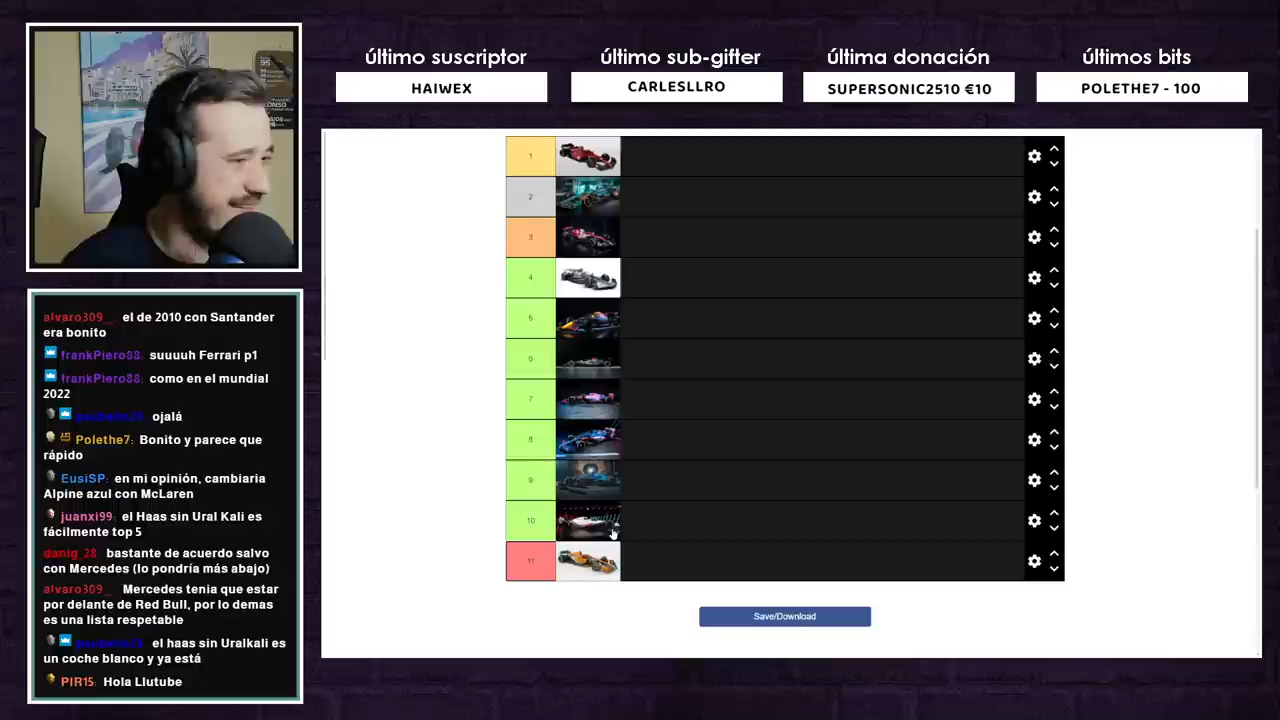 último suscriptor
HAIWEX
último sub-gifter
CARLESLLRO
última donación
SUPERSONIC2510 €10
últimos bits
POLETHE7 - 100
95
1
2
3
4
5
6
7
8
9
10
11
Save/Download
alvaro309__ el de 2010 con Santander
era bonito
frankPiero88: suuuuh Ferrari p1
frankPiero88: como en el mundial
2022
ojalá
Polethe7: Bonito y parece que
rápido
EusiSP: en mi opinión, cambiaria
Alpine azul con McLaren
juanxi99: el Haas sin Ural Kali es
fácilmente top 5
danig_28 bastante de acuerdo salvo
con Mercedes (lo pondría más abajo)
alvaro309__ Mercedes tenia que estar
por delante de Red Bull, por lo demas
es una lista respetable
el haas sin Uralkali es
un coche blanco y ya está
PIR15: Hola Llutube